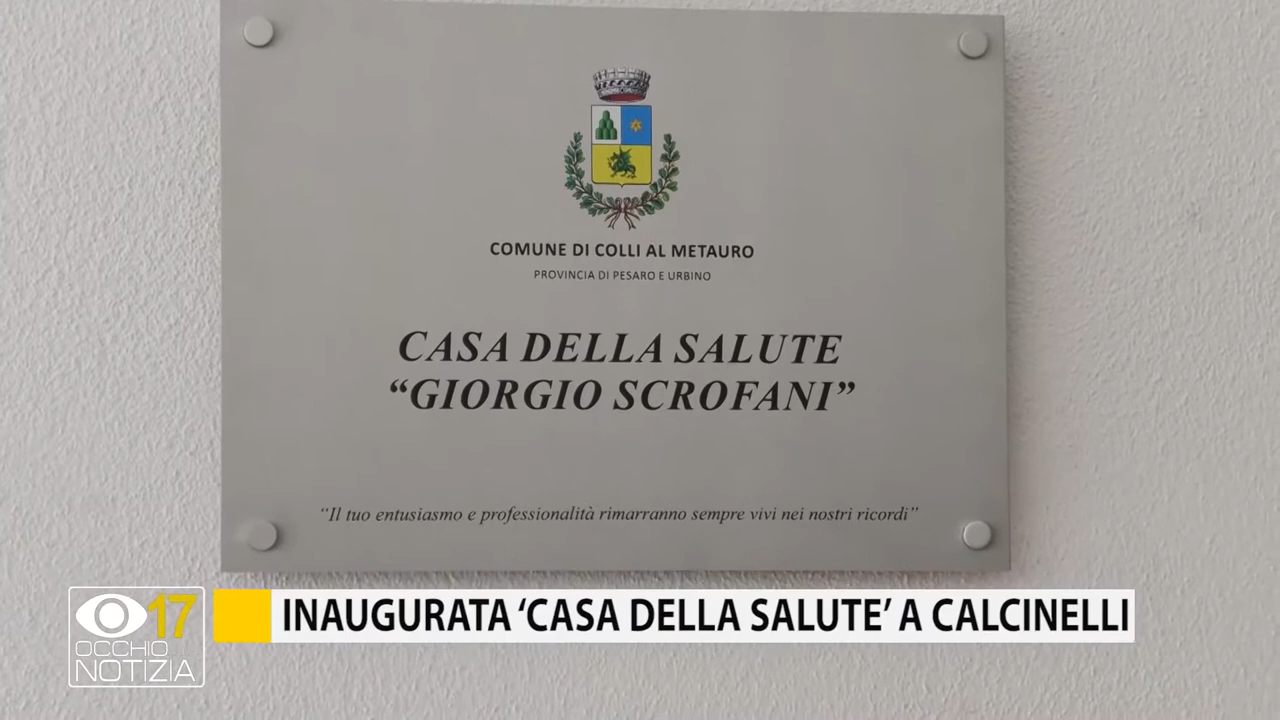 COMUNE DI COLLI AL METAURO
PROVINCIA DI PESARO E URBINO
CASA DELLA SALUTE
“GIORGIO SCROFANI”
“Il tuo entusiasmo e professionalità rimarranno sempre vivi nei nostri ricordi”
17
OCCHIO
NOTIZIA
INAUGURATA ‘CASA DELLA SALUTE’ A CALCINELLI